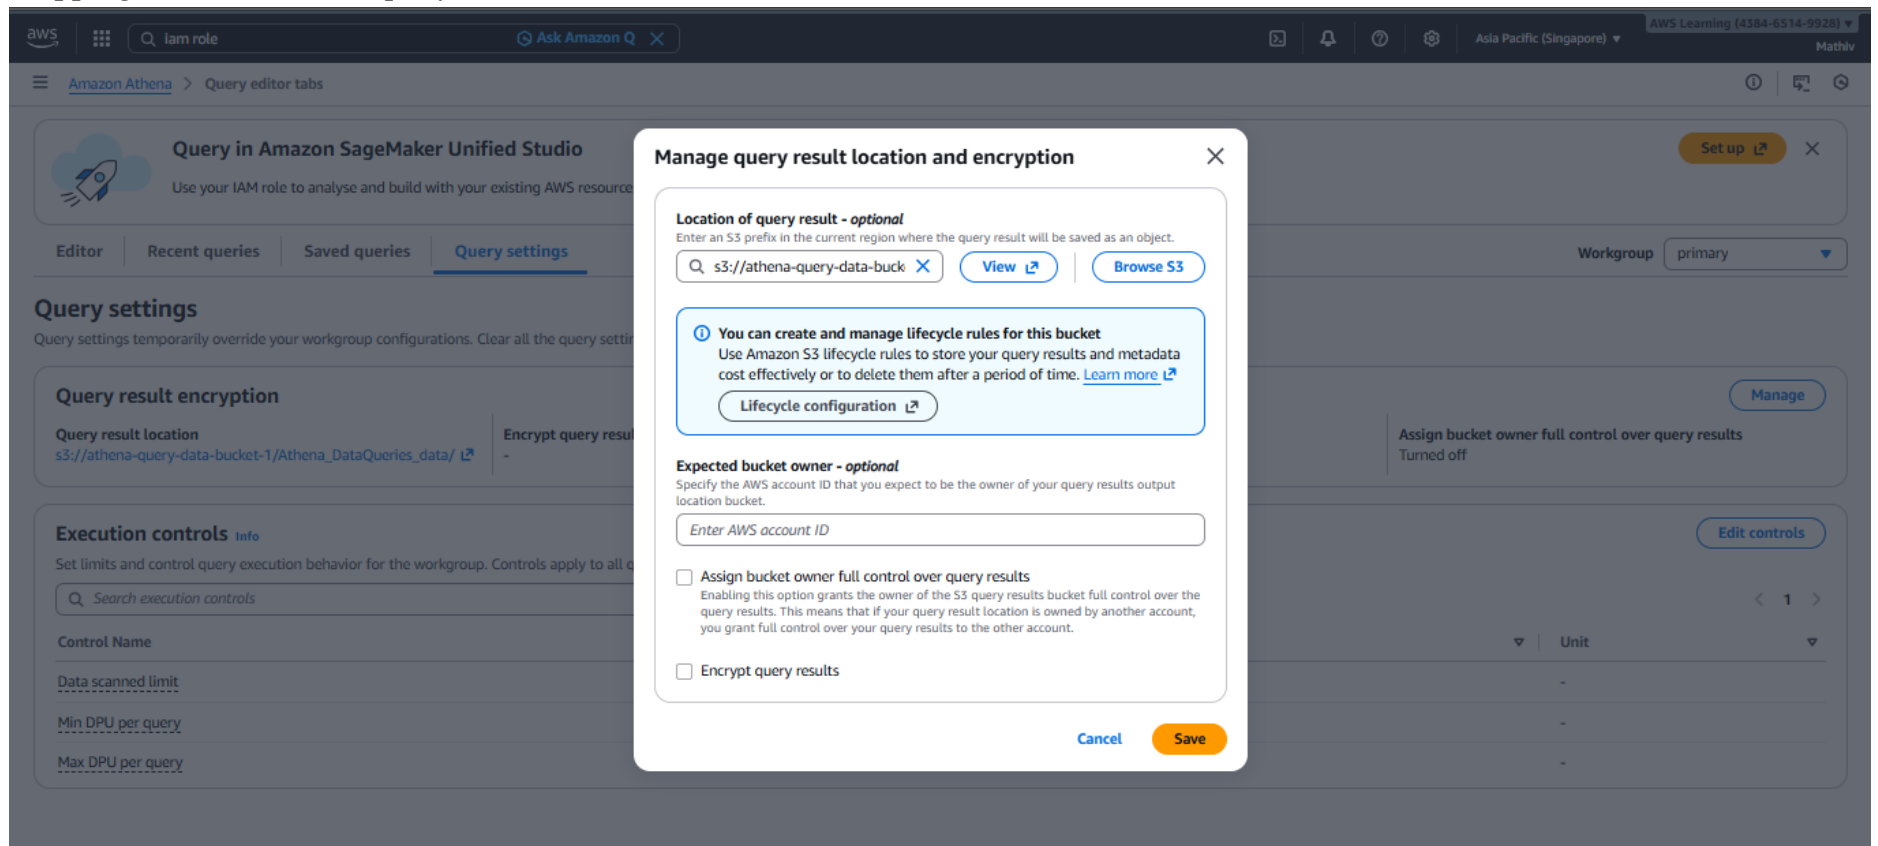 aws
iam role
Ask Amazon Q
Asia Pacific (Singapore)
AWS Learning (4384-6514-9928)
Mathiv
Amazon Athena > Query editor tabs
Query in Amazon SageMaker Unified Studio
Use your IAM role to analyse and build with your existing AWS resource
Set up
Editor
Recent queries
Saved queries
Query settings
Workgroup
primary
Query settings
Query settings temporarily override your workgroup configurations. Clear all the query settin
Query result encryption
Manage
Query result location
s3://athena-query-data-bucket-1/Athena_DataQueries_data/
Encrypt query resul
-
Assign bucket owner full control over query results
Turned off
Execution controls Info
Edit controls
Set limits and control query execution behavior for the workgroup. Controls apply to all q
Search execution controls
< 1 >
Control Name
Unit
Data scanned limit
-
Min DPU per query
-
Max DPU per query
-
Manage query result location and encryption
Location of query result - optional
Enter an S3 prefix in the current region where the query result will be saved as an object.
s3://athena-query-data-buck
View
Browse S3
You can create and manage lifecycle rules for this bucket
Use Amazon S3 lifecycle rules to store your query results and metadata
cost effectively or to delete them after a period of time. Learn more
Lifecycle configuration
Expected bucket owner - optional
Specify the AWS account ID that you expect to be the owner of your query results output
location bucket.
Enter AWS account ID
Assign bucket owner full control over query results
Enabling this option grants the owner of the S3 query results bucket full control over the
query results. This means that if your query result location is owned by another account,
you grant full control over your query results to the other account.
Encrypt query results
Cancel
Save